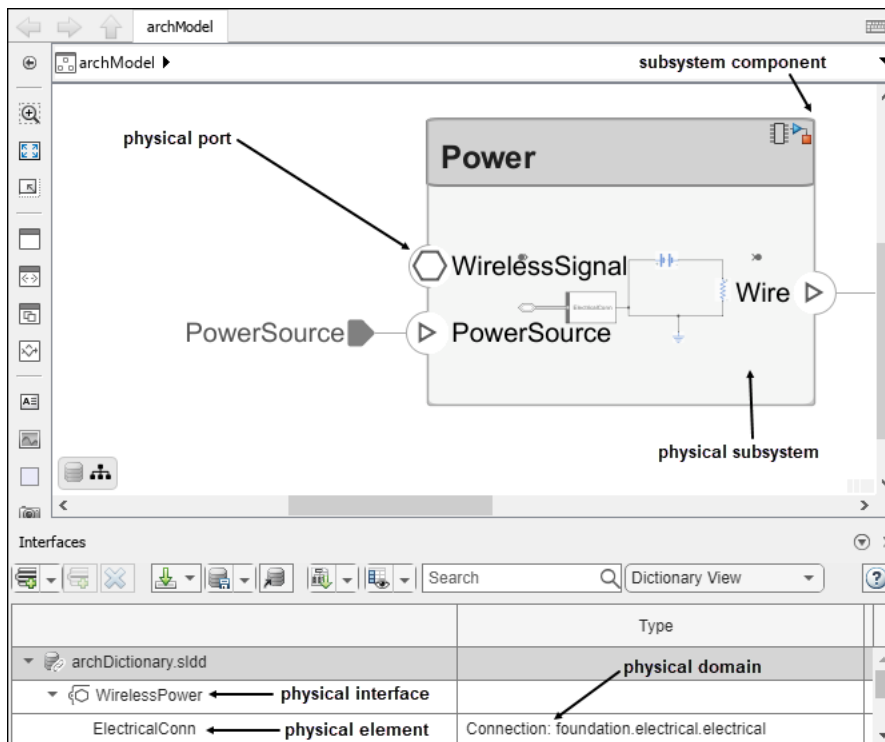 archModel
archModel
subsystem component
physical port
Power
WirelessSignal
ElectricalConn
Wire
PowerSource
PowerSource
physical subsystem
Interfaces
Search
Dictionary View
?
Type
archDictionary.sldd
physical domain
WirelessPower
physical interface
ElectricalConn
physical element
Connection: foundation.electrical.electrical